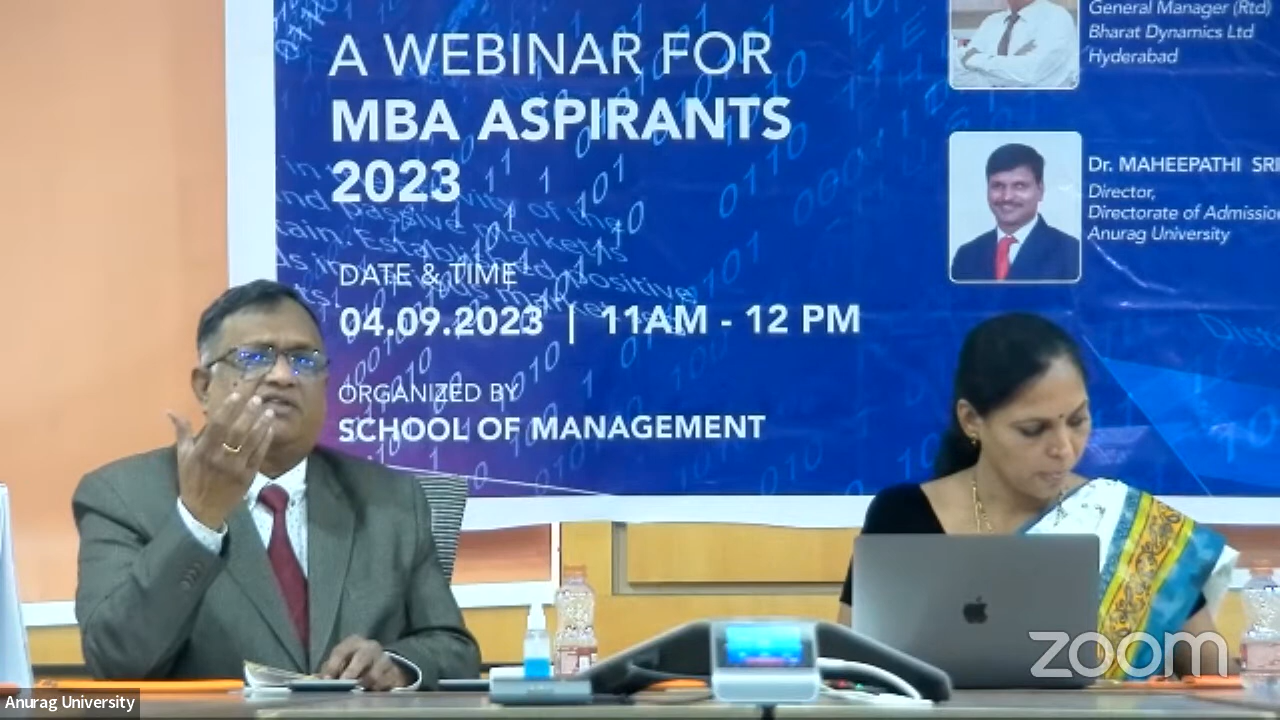 A WEBINAR FOR
MBA ASPIRANTS
2023
DATE & TIME
04.09.2023 | 11AM - 12 PM
ORGANIZED BY
SCHOOL OF MANAGEMENT
General Manager (Rtd)
Bharat Dynamics Ltd
Hyderabad
Dr. MAHEEPATHI SRI
Director,
Directorate of Admission
Anurag University
zoom
Anurag University